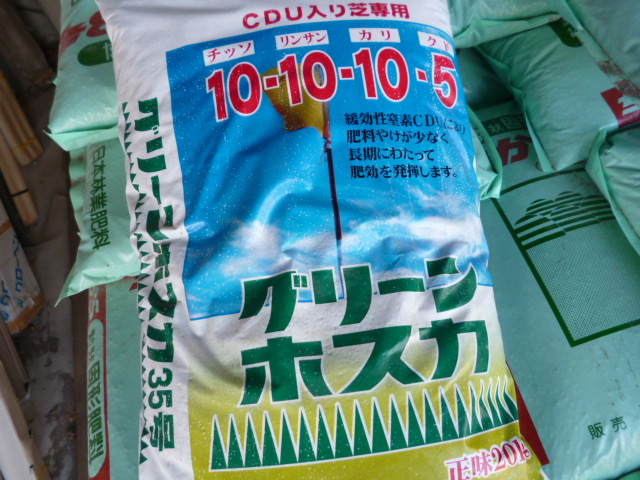 CDU入り芝専用
チッソ リンサン カリ
10-10-10-5
緩効性窒素CDUにより
肥料やけが少なく
長期にわたって
肥効を発揮します。
グリーン
ホスカ
正味20kg
グリーンホスカ35号
日本林業肥料
販売